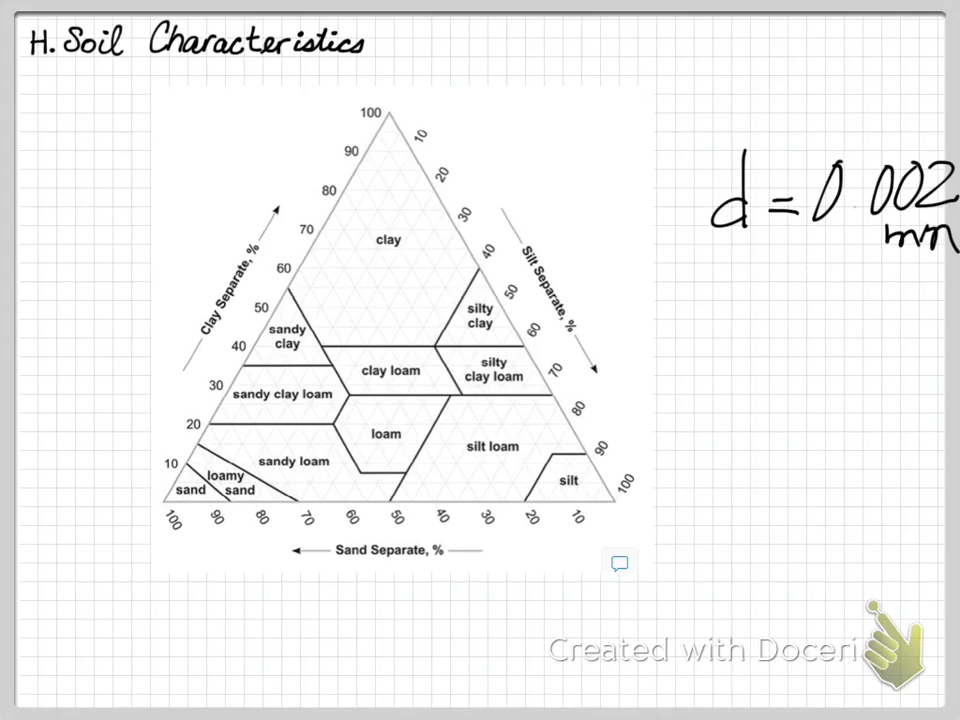 H. Soil Characteristics
100
90
80
70
60
50
40
30
20
10
10
20
30
40
50
60
70
80
90
100
Clay Separate, %
Silt Separate, %
clay
silty
clay
sandy
clay
clay loam
silty
clay loam
sandy clay loam
loam
silt loam
sandy loam
loamy
sand
sand
silt
100
90
80
70
60
50
40
30
20
10
Sand Separate, %
d = 0.002
mm
Created with Doceri